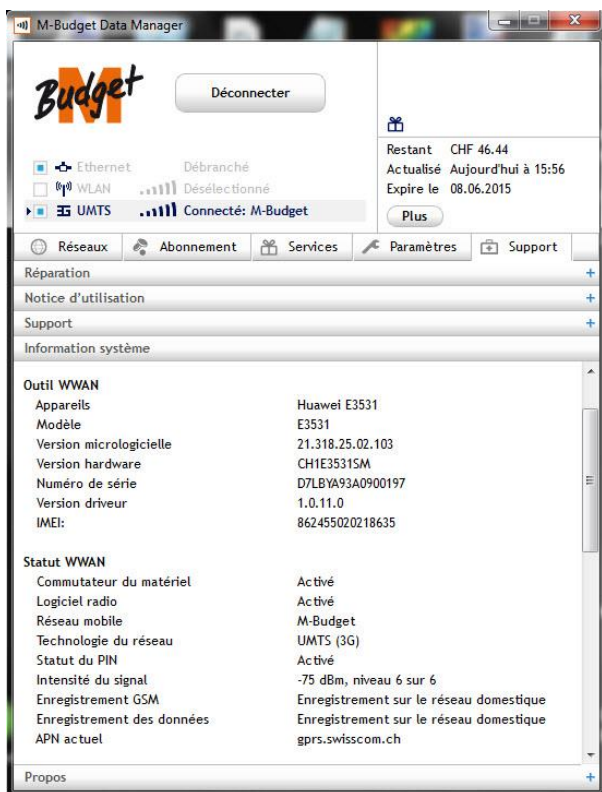 M-Budget Data Manager
M
Budget
Déconnecter
Ethernet Débranché
WLAN Désélectionné
3G UMTS Connecté: M-Budget
Restant CHF 46.44
Actualisé Aujourd'hui à 15:56
Expire le 08.06.2015
Plus
Réseaux Abonnement Services Paramètres Support
Réparation +
Notice d'utilisation +
Support +
Information système
Outil WWAN
Appareils Huawei E3531
Modèle E3531
Version micrologicielle 21.318.25.02.103
Version hardware CH1E3531SM
Numéro de série D7LBYA93A0900197
Version driveur 1.0.11.0
IMEI: 862455020218635
Statut WWAN
Commutateur du matériel Activé
Logiciel radio Activé
Réseau mobile M-Budget
Technologie du réseau UMTS (3G)
Statut du PIN Activé
Intensité du signal -75 dBm, niveau 6 sur 6
Enregistrement GSM Enregistrement sur le réseau domestique
Enregistrement des données Enregistrement sur le réseau domestique
APN actuel gprs.swisscom.ch
Propos +